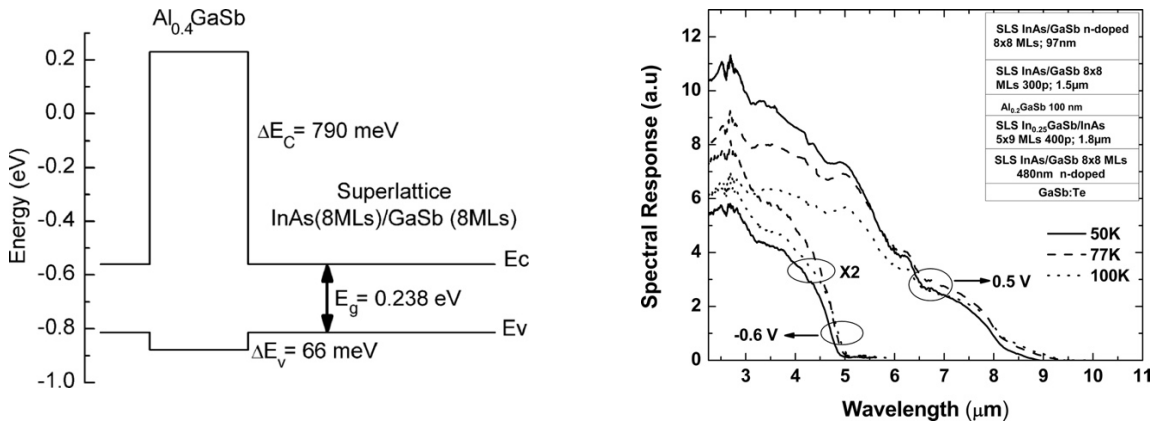 Al0.4GaSb
0.2
0.0
-0.2
-0.4
-0.6
-0.8
-1.0
Energy (eV)
ΔEC = 790 meV
Superlattice
InAs(8MLs)/GaSb (8MLs)
Ec
Eg = 0.238 eV
Ev
ΔEv= 66 meV
12
10
8
6
4
2
0
Spectral Response (a.u)
SLS InAs/GaSb n-doped
8x8 MLs; 97nm
SLS InAs/GaSb 8x8
MLs 300p; 1.5μm
Al0.2GaSb 100 nm
SLS In0.25GaSb/InAs
5x9 MLs 400p; 1.8μm
SLS InAs/GaSb 8x8 MLs
480nm n-doped
GaSb:Te
50K
77K
100K
X2
0.5 V
-0.6 V
3 4 5 6 7 8 9 10 11
Wavelength (μm)